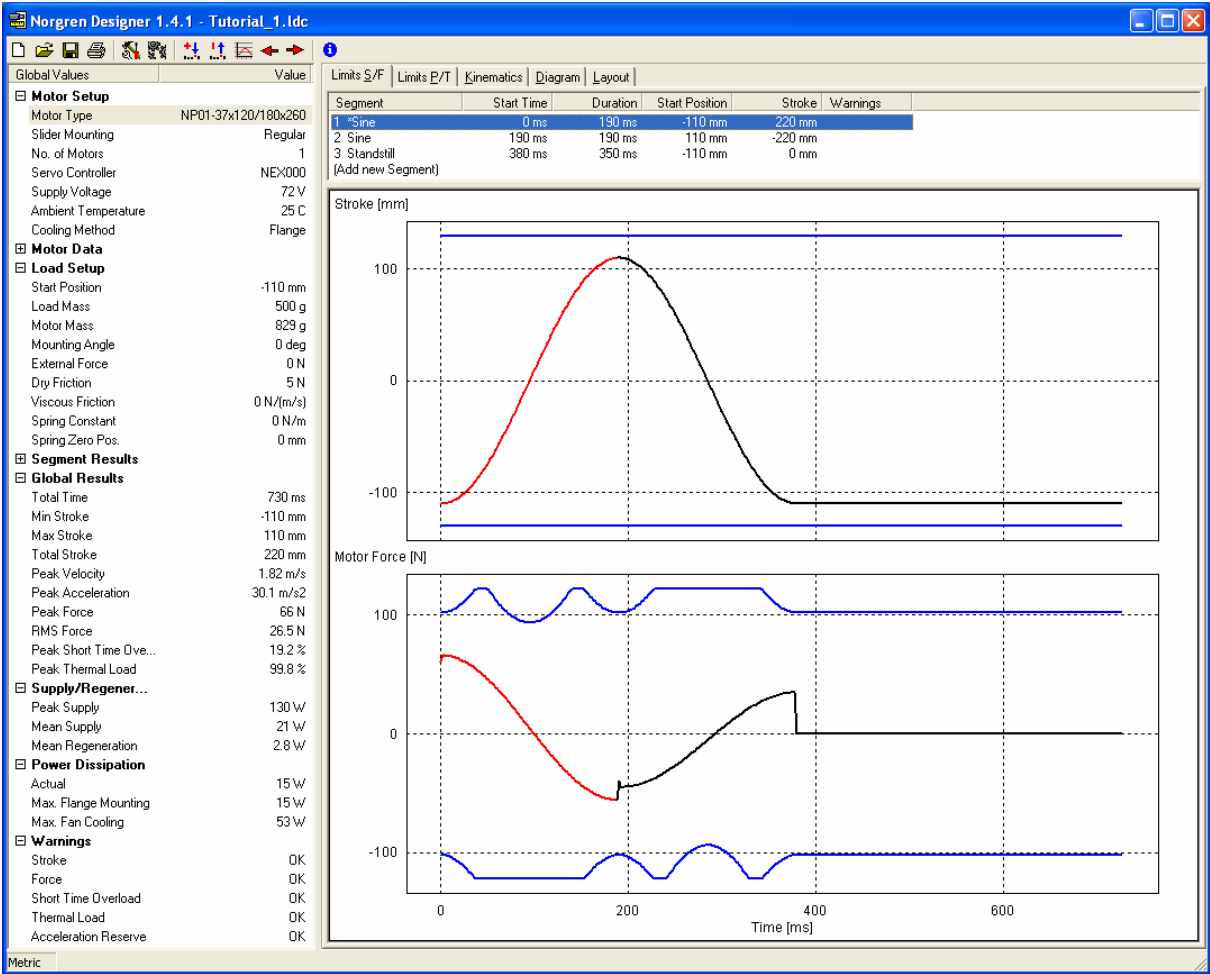 Norgren Designer 1.4.1 - Tutorial_1.ldc
Global Values Value
Motor Setup
Motor Type NP01-37x120/180x260
Slider Mounting Regular
No. of Motors 1
Servo Controller NEX000
Supply Voltage 72 V
Ambient Temperature 25 C
Cooling Method Flange
Motor Data
Load Setup
Start Position -110 mm
Load Mass 500 g
Motor Mass 829 g
Mounting Angle 0 deg
External Force 0 N
Dry Friction 5 N
Viscous Friction 0 N/(m/s)
Spring Constant 0 N/m
Spring Zero Pos. 0 mm
Segment Results
Global Results
Total Time 730 ms
Min Stroke -110 mm
Max Stroke 110 mm
Total Stroke 220 mm
Peak Velocity 1.82 m/s
Peak Acceleration 30.1 m/s2
Peak Force 66 N
RMS Force 26.5 N
Peak Short Time Ove... 19.2 %
Peak Thermal Load 99.8 %
Supply/Regener...
Peak Supply 130 W
Mean Supply 21 W
Mean Regeneration 2.8 W
Power Dissipation
Actual 15 W
Max. Flange Mounting 15 W
Max. Fan Cooling 53 W
Warnings
Stroke OK
Force OK
Short Time Overload OK
Thermal Load OK
Acceleration Reserve OK
Limits S/F Limits P/T Kinematics Diagram Layout
Segment Start Time Duration Start Position Stroke Warnings
1 *Sine 0 ms 190 ms -110 mm 220 mm
2 Sine 190 ms 190 ms 110 mm -220 mm
3 Standstill 380 ms 350 ms -110 mm 0 mm
(Add new Segment)
Stroke [mm]
100
0
-100
Motor Force [N]
100
0
-100
0 200 400 600
Time [ms]
Metric